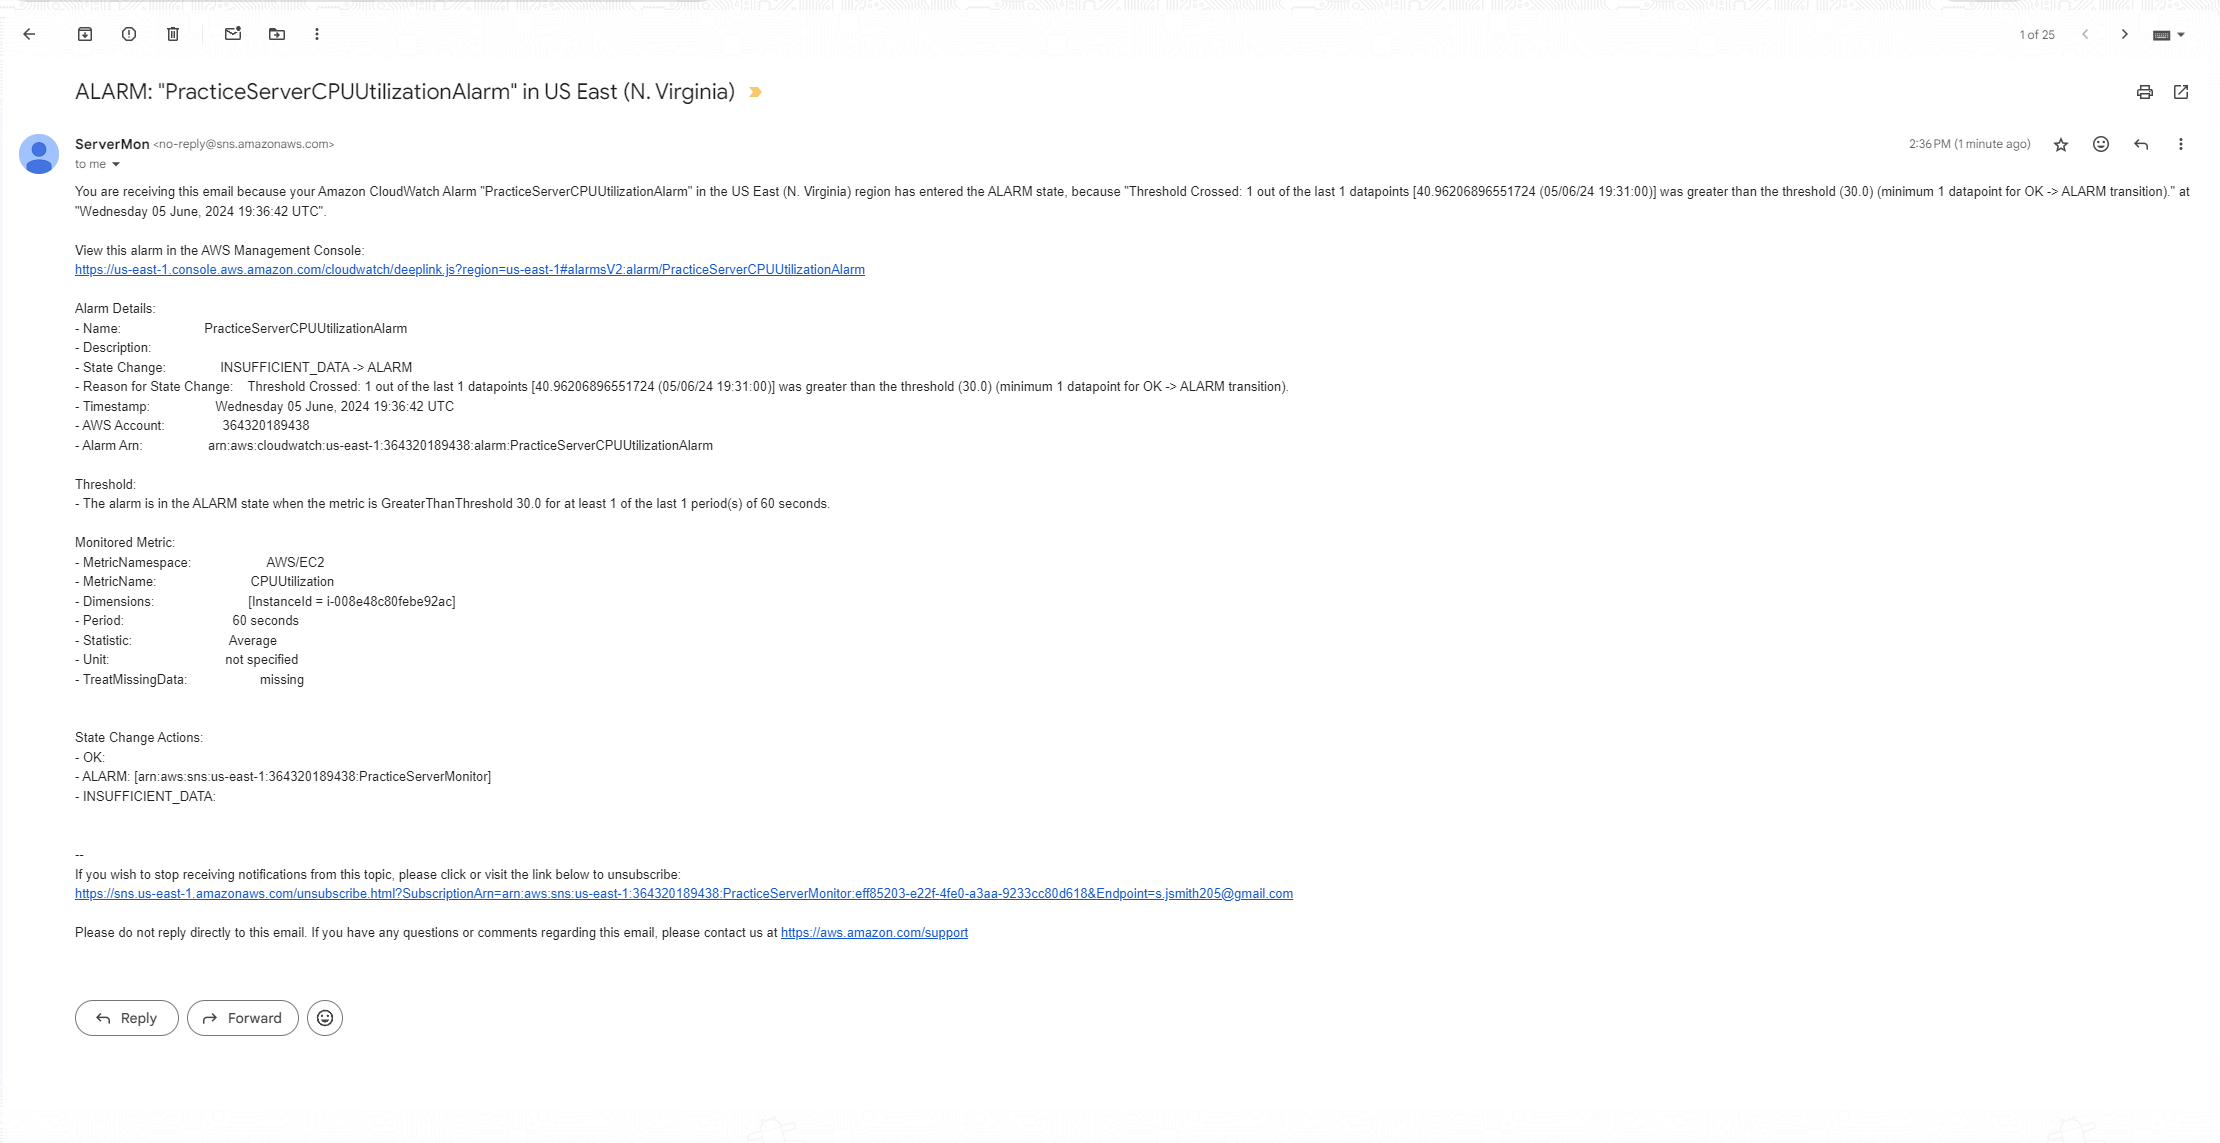 1 of 25
ALARM: "PracticeServerCPUUtilizationAlarm" in US East (N. Virginia)
ServerMon <no-reply@sns.amazonaws.com>
2:36 PM (1 minute ago)
to me
You are receiving this email because your Amazon CloudWatch Alarm "PracticeServerCPUUtilizationAlarm" in the US East (N. Virginia) region has entered the ALARM state, because "Threshold Crossed: 1 out of the last 1 datapoints [40.96206896551724 (05/06/24 19:31:00)] was greater than the threshold (30.0) (minimum 1 datapoint for OK -> ALARM transition)." at
"Wednesday 05 June, 2024 19:36:42 UTC".
View this alarm in the AWS Management Console:
https://us-east-1.console.aws.amazon.com/cloudwatch/deeplink.js?region=us-east-1#alarmsV2:alarm/PracticeServerCPUUtilizationAlarm
Alarm Details:
- Name: PracticeServerCPUUtilizationAlarm
- Description:
- State Change: INSUFFICIENT_DATA -> ALARM
- Reason for State Change: Threshold Crossed: 1 out of the last 1 datapoints [40.96206896551724 (05/06/24 19:31:00)] was greater than the threshold (30.0) (minimum 1 datapoint for OK -> ALARM transition).
- Timestamp: Wednesday 05 June, 2024 19:36:42 UTC
- AWS Account: 364320189438
- Alarm Arn: arn:aws:cloudwatch:us-east-1:364320189438:alarm:PracticeServerCPUUtilizationAlarm
Threshold:
- The alarm is in the ALARM state when the metric is GreaterThanThreshold 30.0 for at least 1 of the last 1 period(s) of 60 seconds.
Monitored Metric:
- MetricNamespace: AWS/EC2
- MetricName: CPUUtilization
- Dimensions: [InstanceId = i-008e48c80febe92ac]
- Period: 60 seconds
- Statistic: Average
- Unit: not specified
- TreatMissingData: missing
State Change Actions:
- OK:
- ALARM: [arn:aws:sns:us-east-1:364320189438:PracticeServerMonitor]
- INSUFFICIENT_DATA:
--
If you wish to stop receiving notifications from this topic, please click or visit the link below to unsubscribe:
https://sns.us-east-1.amazonaws.com/unsubscribe.html?SubscriptionArn=arn:aws:sns:us-east-1:364320189438:PracticeServerMonitor:eff85203-e22f-4fe0-a3aa-9233cc80d618&Endpoint=s.jsmith205@gmail.com
Please do not reply directly to this email. If you have any questions or comments regarding this email, please contact us at https://aws.amazon.com/support
Reply
Forward